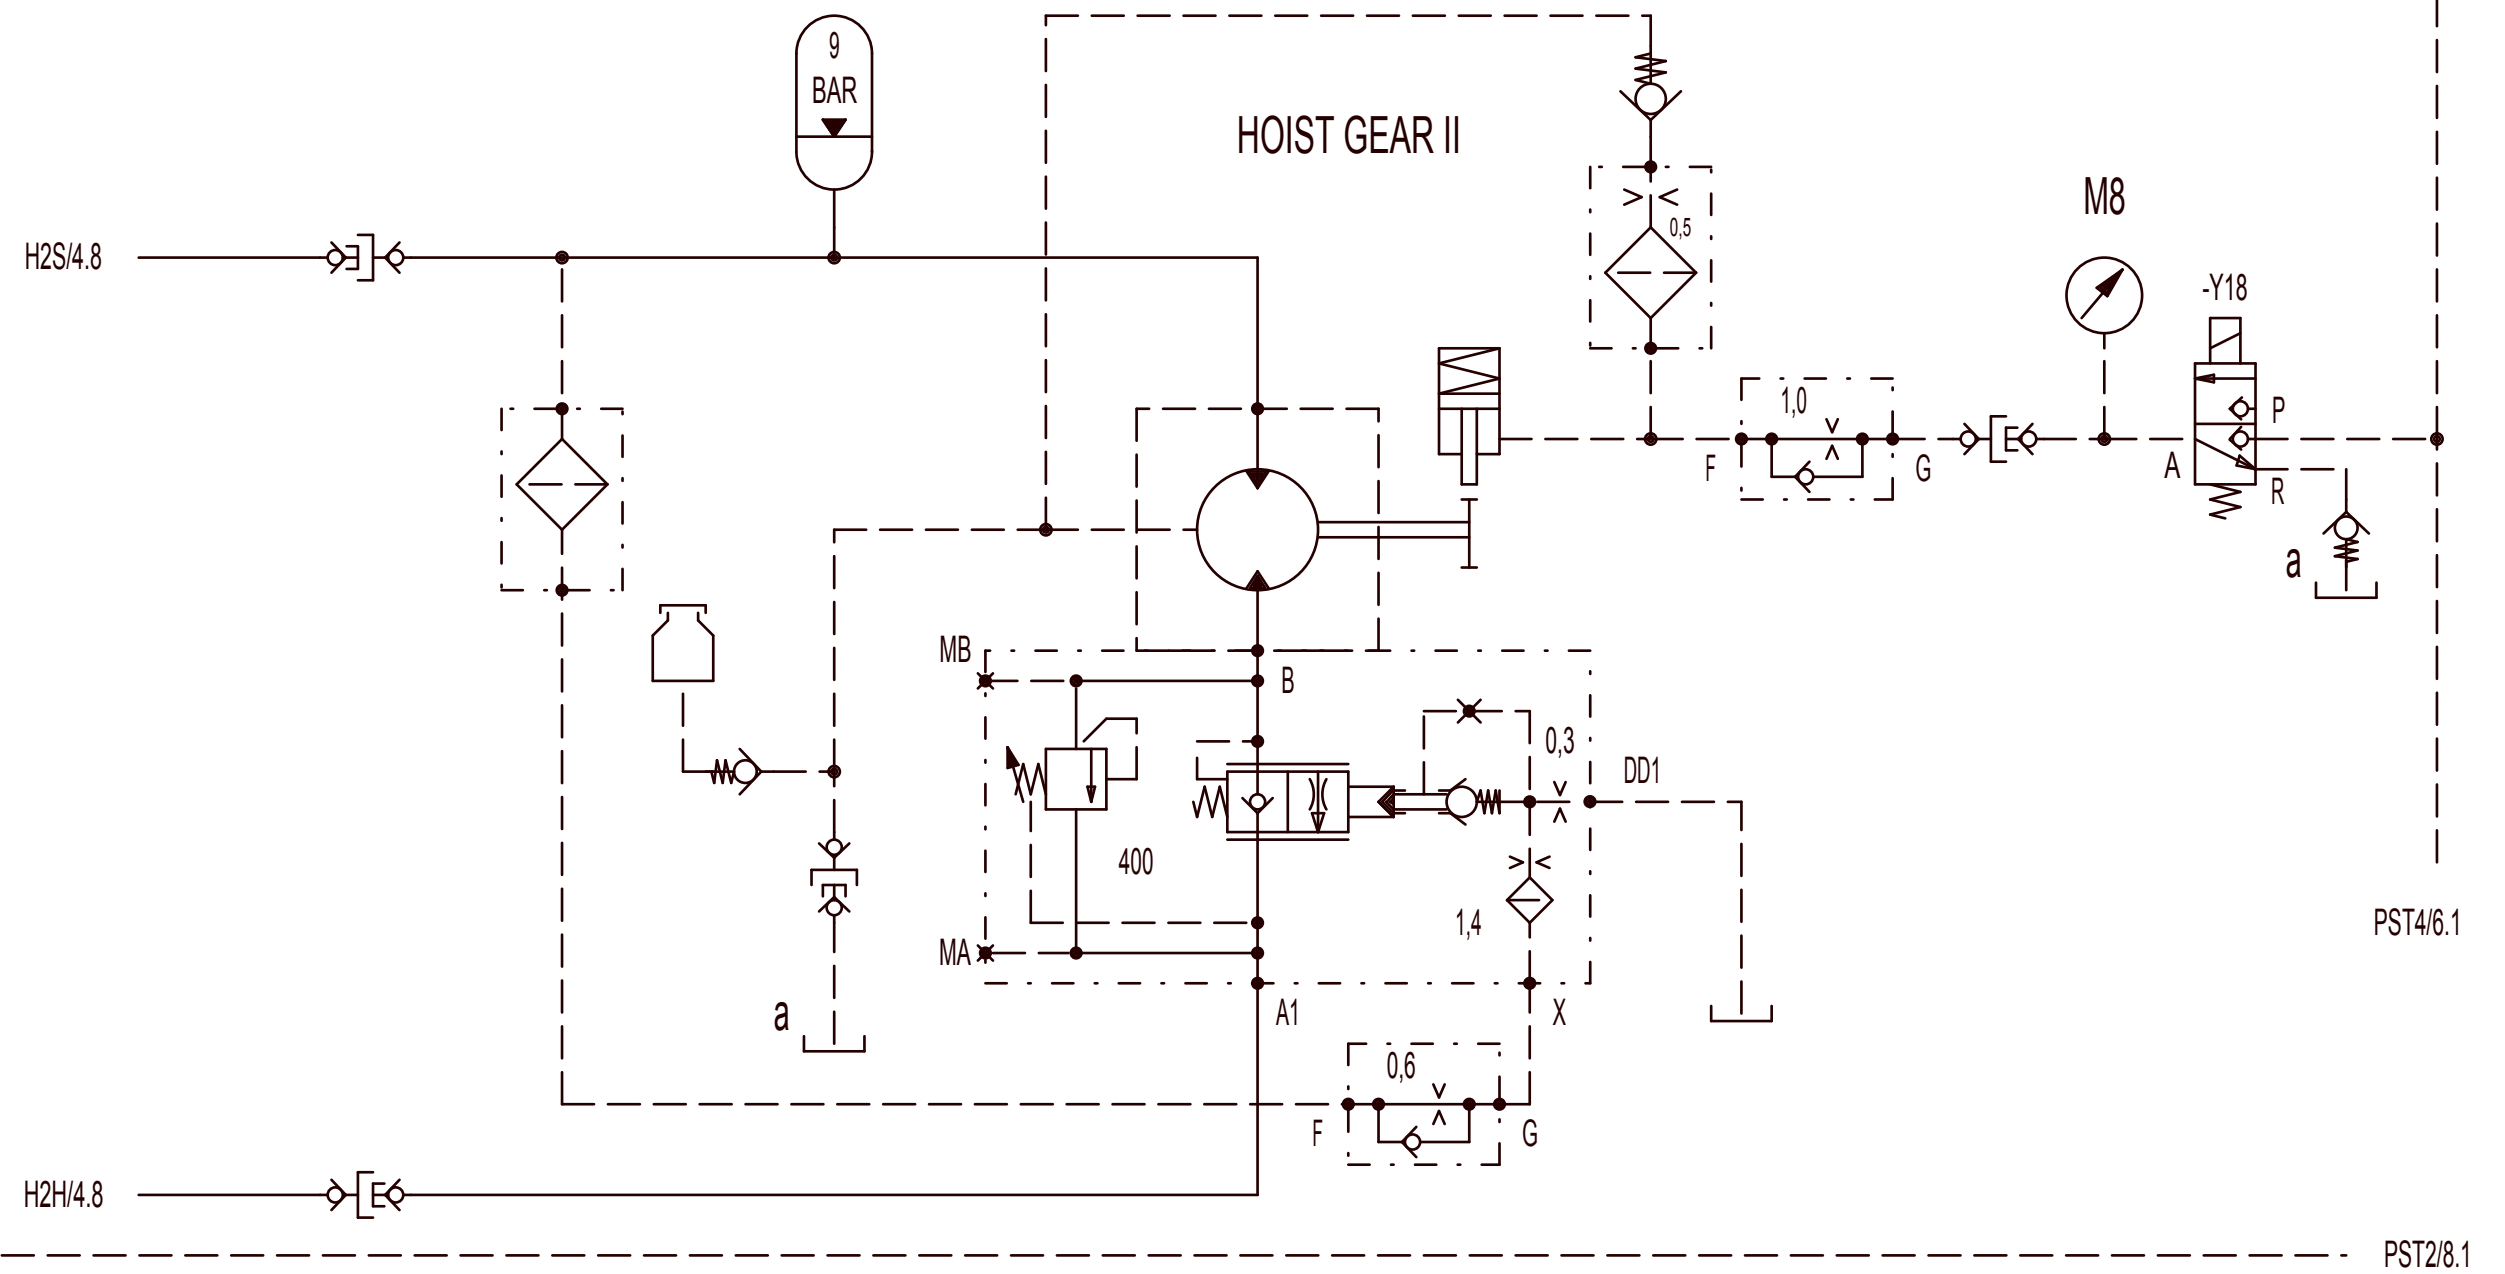 9
BAR
HOIST GEAR II
M8
0,5
H2S/4.8
-Y18
1,0
P
F
G
A
R
a
MB
B
0,3
DD1
400
1,4
MA
PST4/6.1
a
A1
X
0,6
F
G
H2H/4.8
PST2/8.1